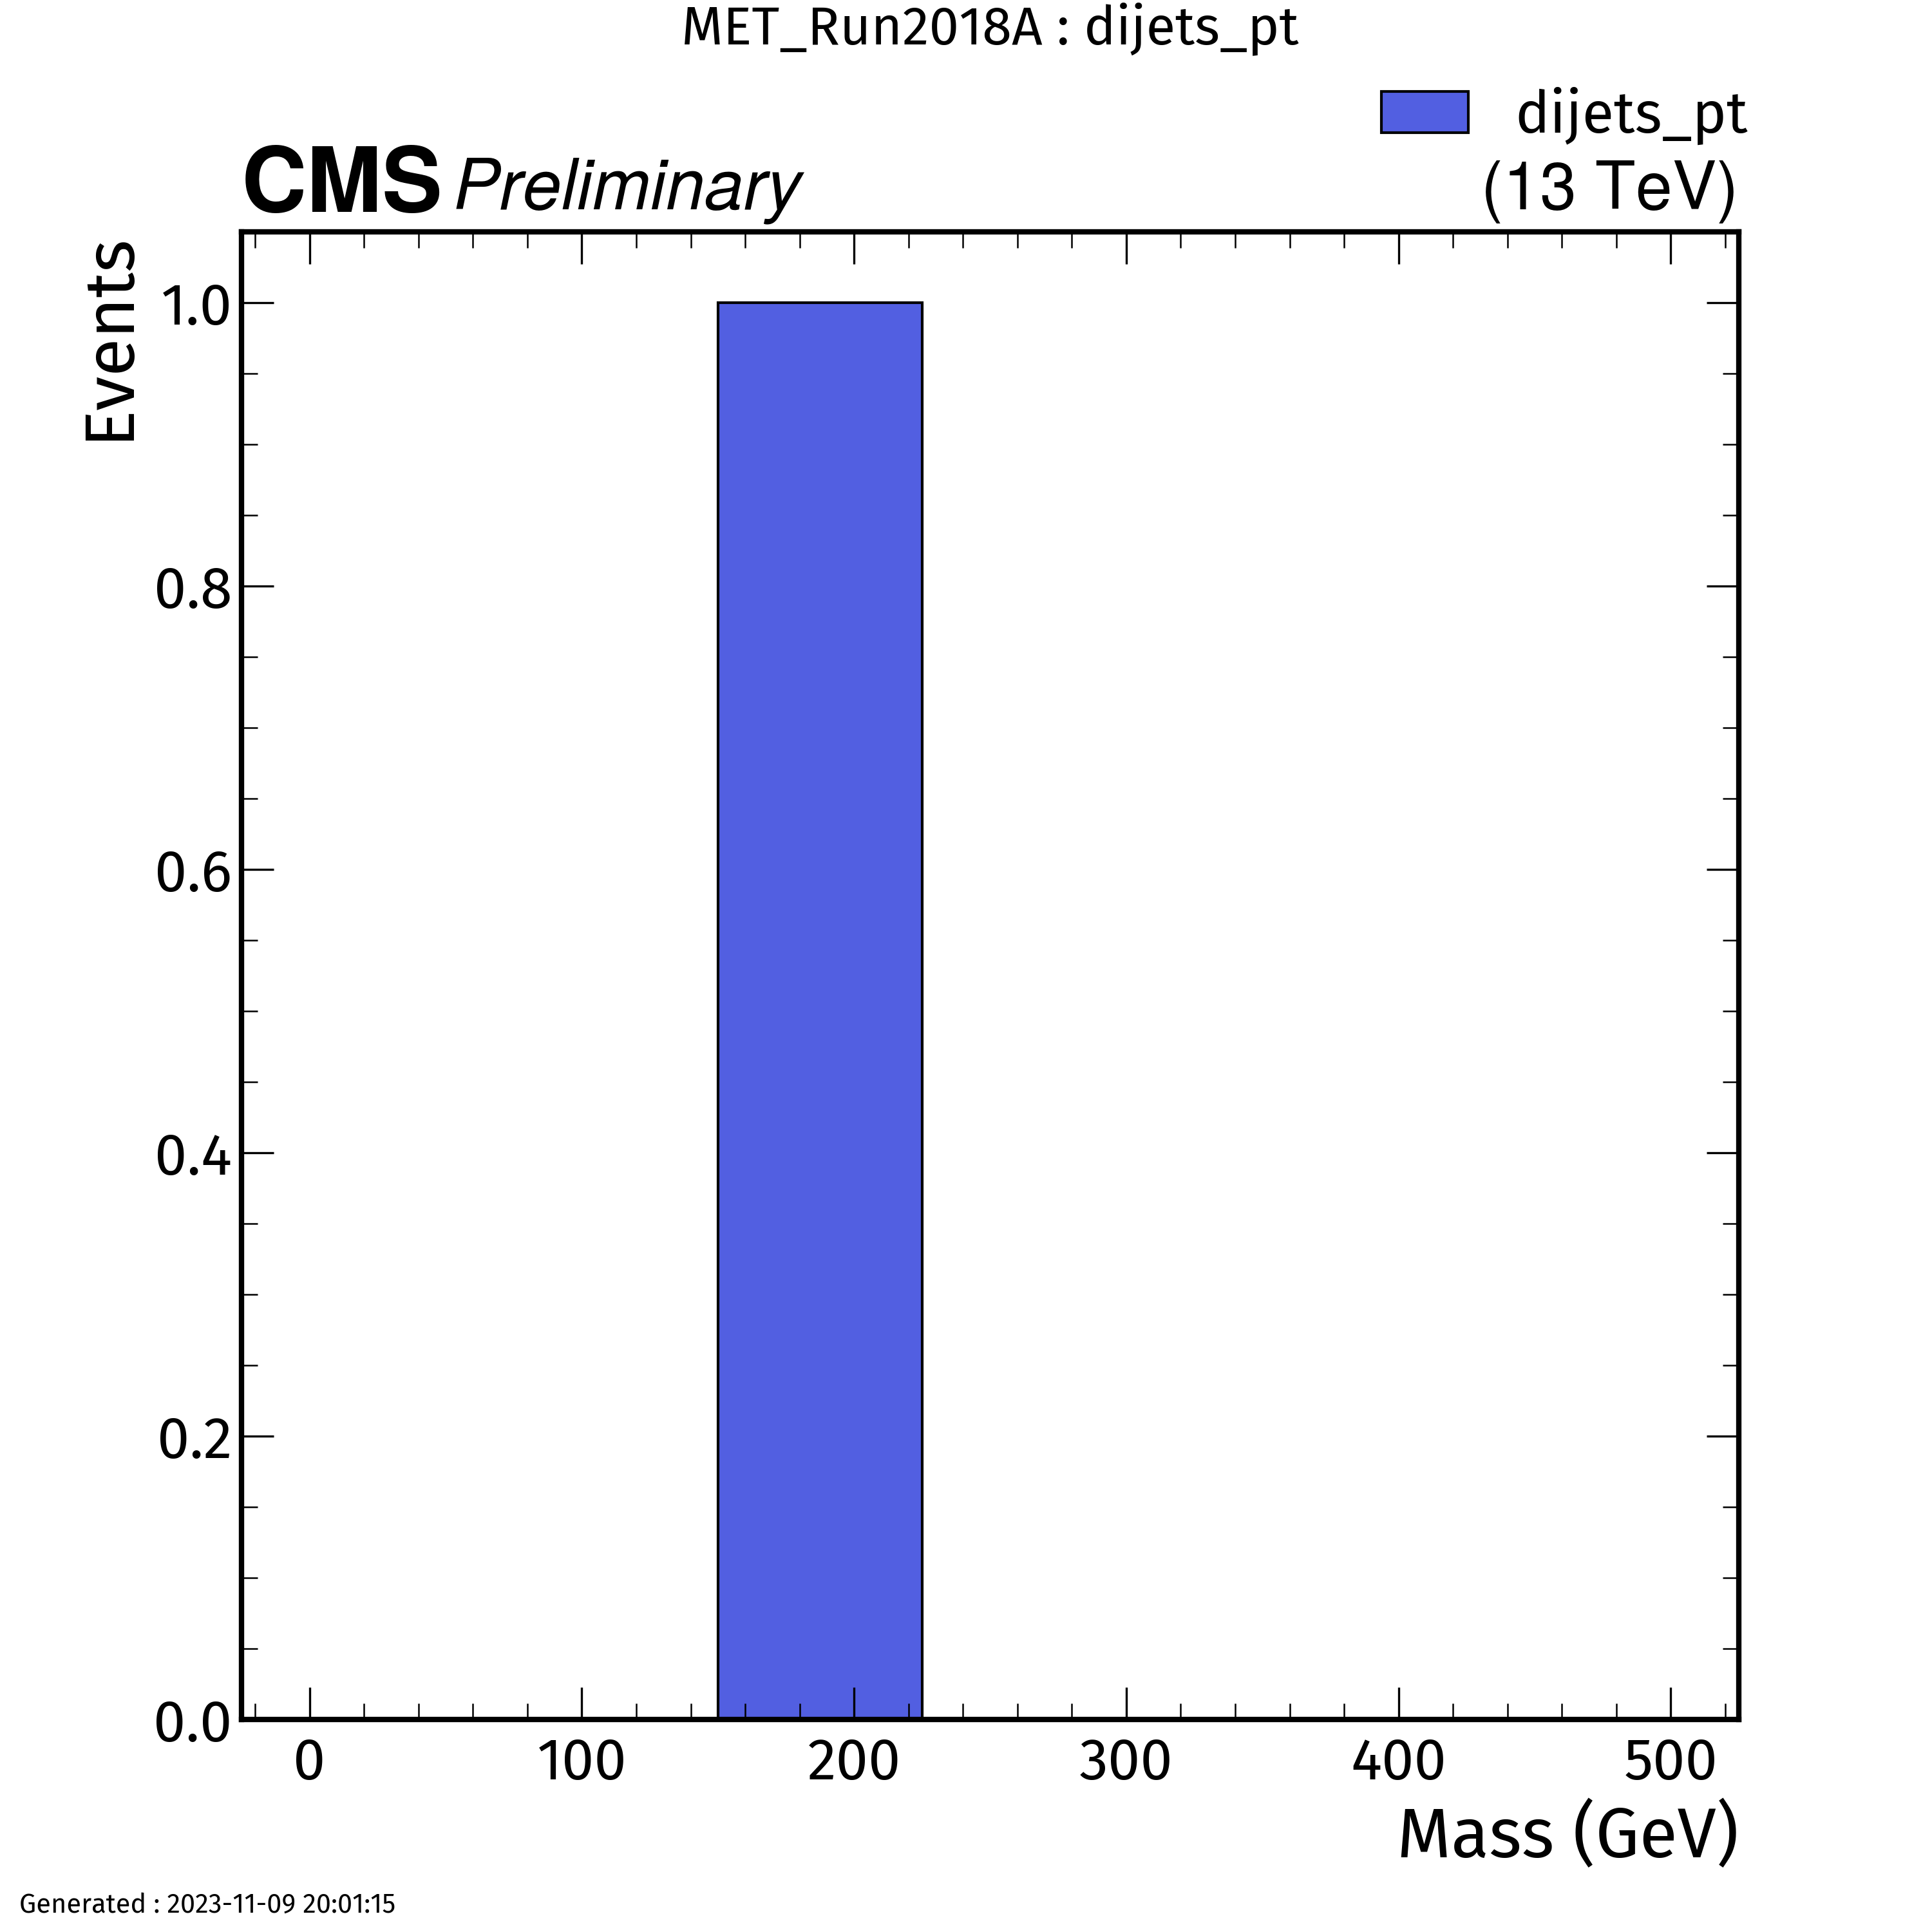 MET_Run2018A : dijets_pt
dijets_pt
CMS Preliminary
(13 TeV)
Events
1.0
0.8
0.6
0.4
0.2
0.0
0 100 200 300 400 500
Mass (GeV)
Generated : 2023-11-09 20:01:15